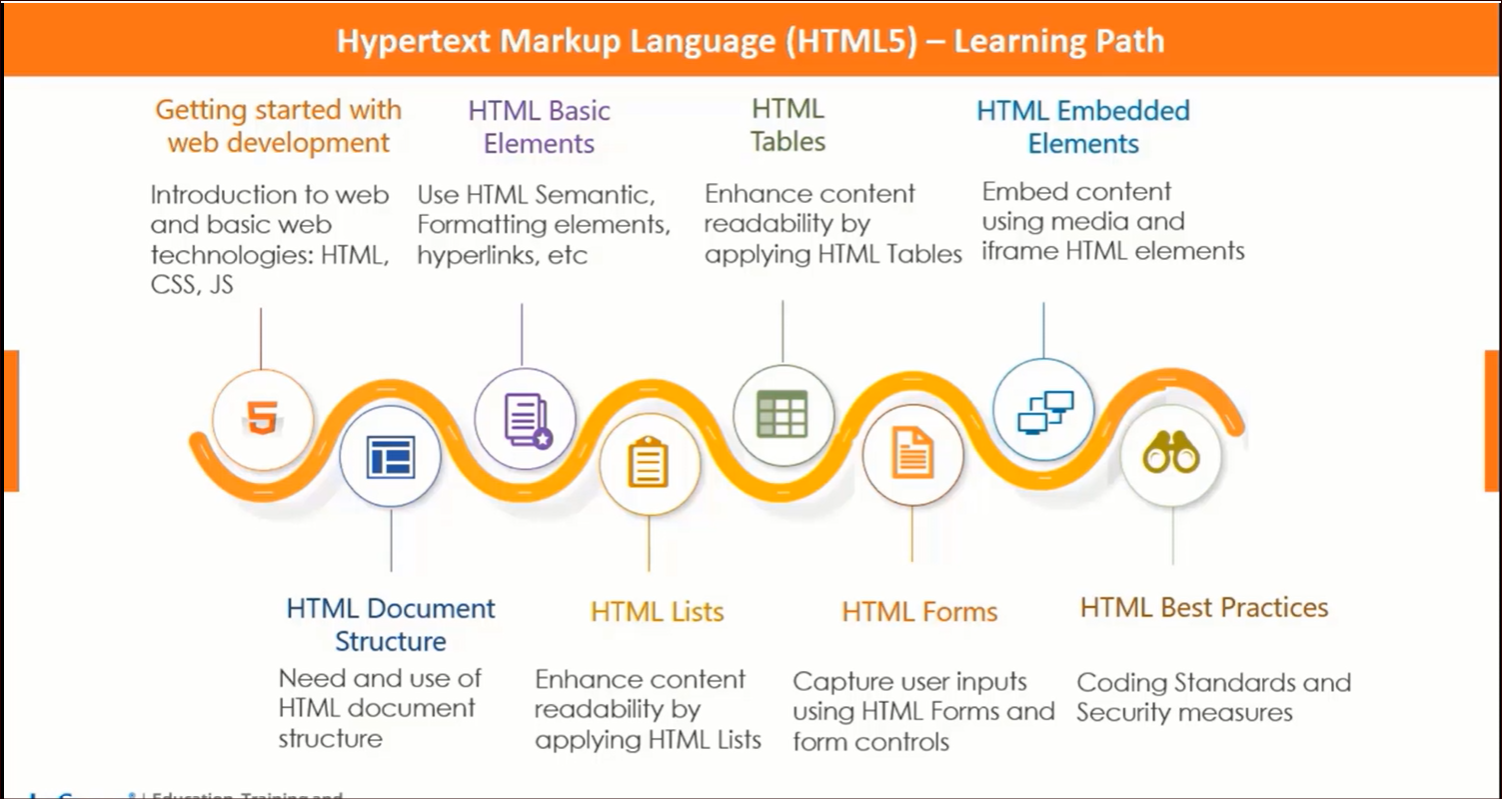 Hypertext Markup Language (HTML5) – Learning Path
Getting started with
web development
Introduction to web
and basic web
technologies: HTML,
CSS, JS
HTML Basic
Elements
Use HTML Semantic,
Formatting elements,
hyperlinks, etc
HTML
Tables
Enhance content
readability by
applying HTML Tables
HTML Embedded
Elements
Embed content
using media and
iframe HTML elements
5
HTML Document
Structure
Need and use of
HTML document
structure
HTML Lists
Enhance content
readability by
applying HTML Lists
HTML Forms
Capture user inputs
using HTML Forms and
form controls
HTML Best Practices
Coding Standards and
Security measures
Education, Training and